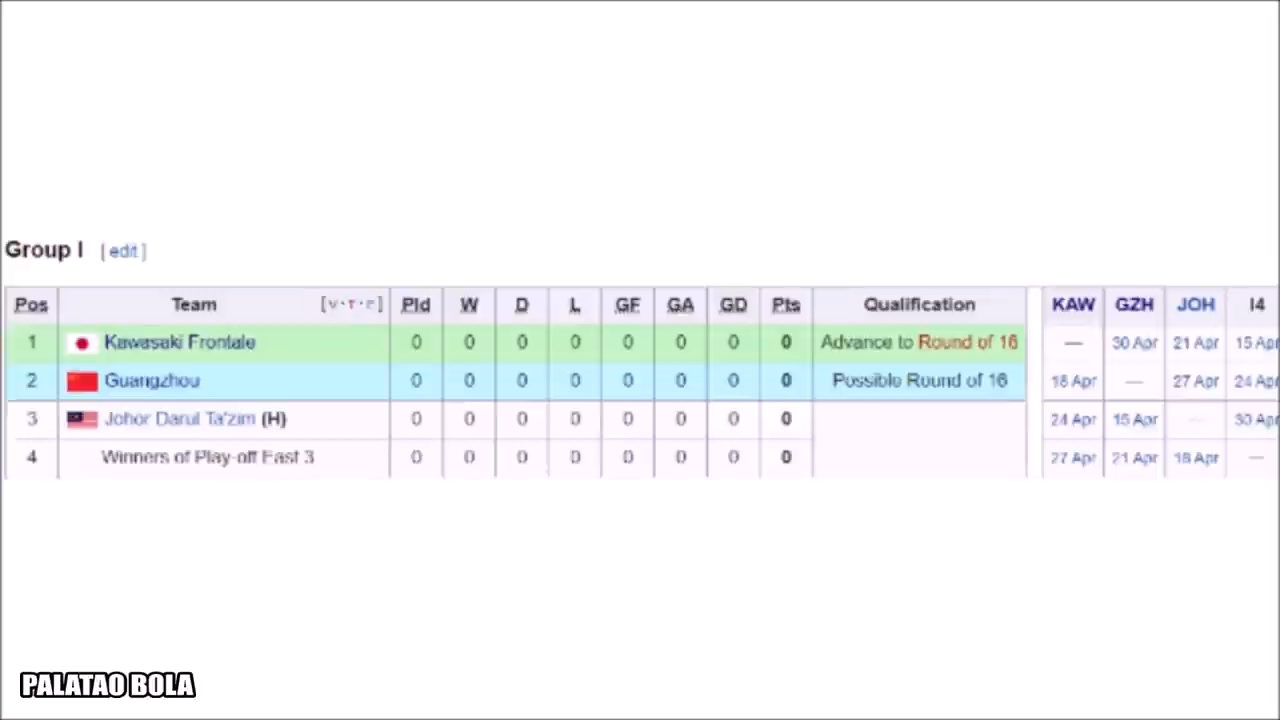 Group I [ edit ]
Pos Team [v·t·e] Pld W D L GF GA GD Pts Qualification KAW GZH JOH I4
1 Kawasaki Frontale 0 0 0 0 0 0 0 0 Advance to Round of 16 — 30 Apr 21 Apr 15 Apr
2 Guangzhou 0 0 0 0 0 0 0 0 Possible Round of 16 18 Apr — 27 Apr 24 Apr
3 Johor Darul Ta'zim (H) 0 0 0 0 0 0 0 0 24 Apr 15 Apr — 30 Apr
4 Winners of Play-off East 3 0 0 0 0 0 0 0 0 27 Apr 21 Apr 18 Apr —
PALATAO BOLA